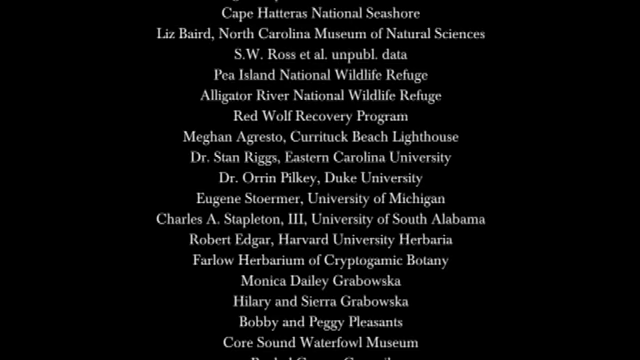 Cape Hatteras National Seashore
Liz Baird, North Carolina Museum of Natural Sciences
S.W. Ross et al. unpubl. data
Pea Island National Wildlife Refuge
Alligator River National Wildlife Refuge
Red Wolf Recovery Program
Meghan Agresto, Currituck Beach Lighthouse
Dr. Stan Riggs, Eastern Carolina University
Dr. Orrin Pilkey, Duke University
Eugene Stoermer, University of Michigan
Charles A. Stapleton, III, University of South Alabama
Robert Edgar, Harvard University Herbaria
Farlow Herbarium of Cryptogamic Botany
Monica Dailey Grabowska
Hilary and Sierra Grabowska
Bobby and Peggy Pleasants
Core Sound Waterfowl Museum